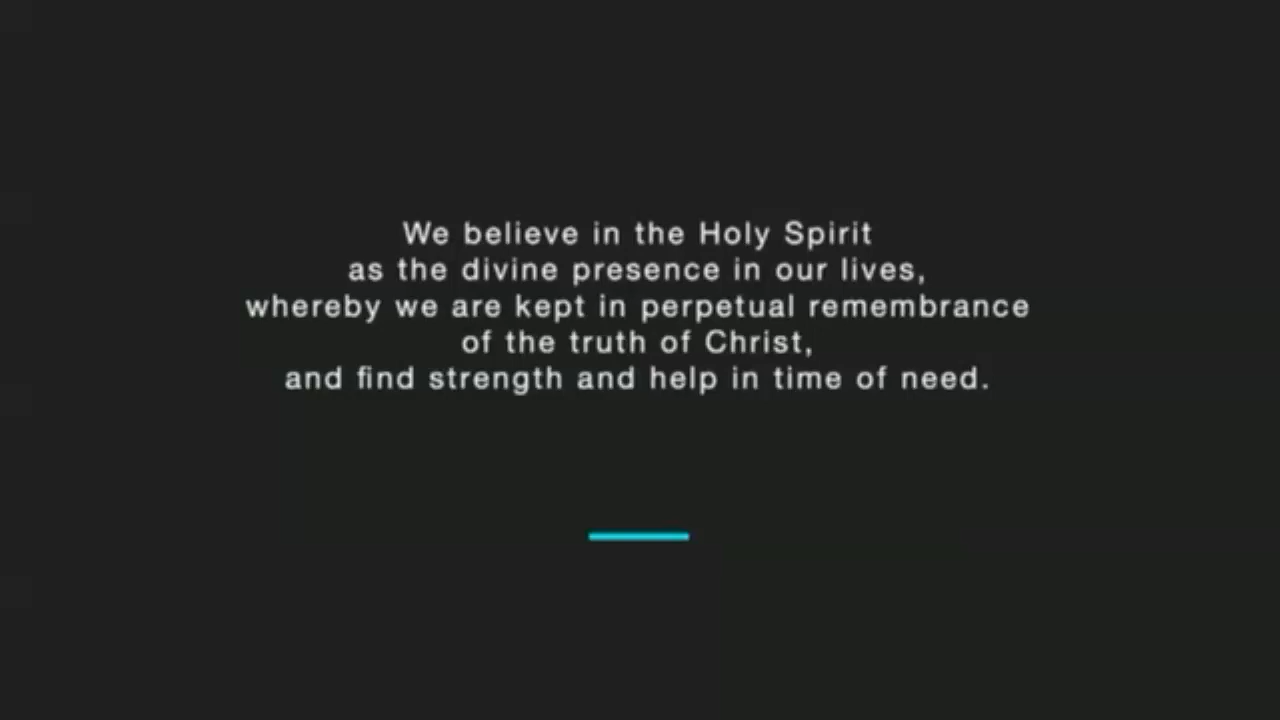 We believe in the Holy Spirit
as the divine presence in our lives,
whereby we are kept in perpetual remembrance
of the truth of Christ,
and find strength and help in time of need.